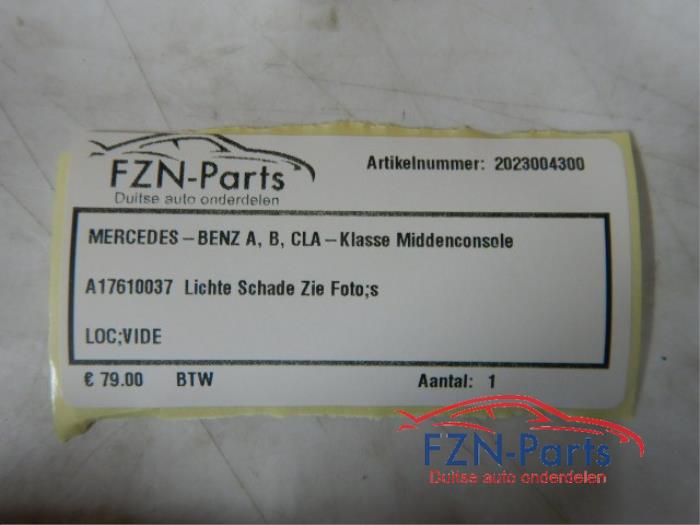 FZN-Parts
Duitse auto onderdelen
Artikelnummer: 2023004300
MERCEDES-BENZ A, B, CLA-Klasse Middenconsole
A17610037 Lichte Schade Zie Foto;s
LOC;VIDE
€ 79.00 BTW Aantal: 1
FZN-Parts
Duitse auto onderdelen